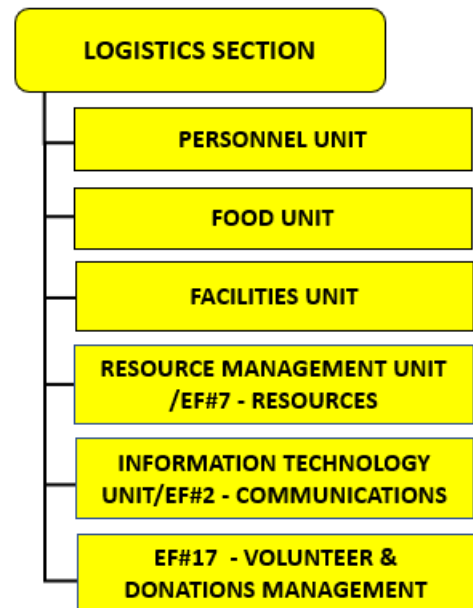 LOGISTICS SECTION
PERSONNEL UNIT
FOOD UNIT
FACILITIES UNIT
RESOURCE MANAGEMENT UNIT
/EF#7 - RESOURCES
INFORMATION TECHNOLOGY
UNIT/EF#2 - COMMUNICATIONS
EF#17 - VOLUNTEER &
DONATIONS MANAGEMENT